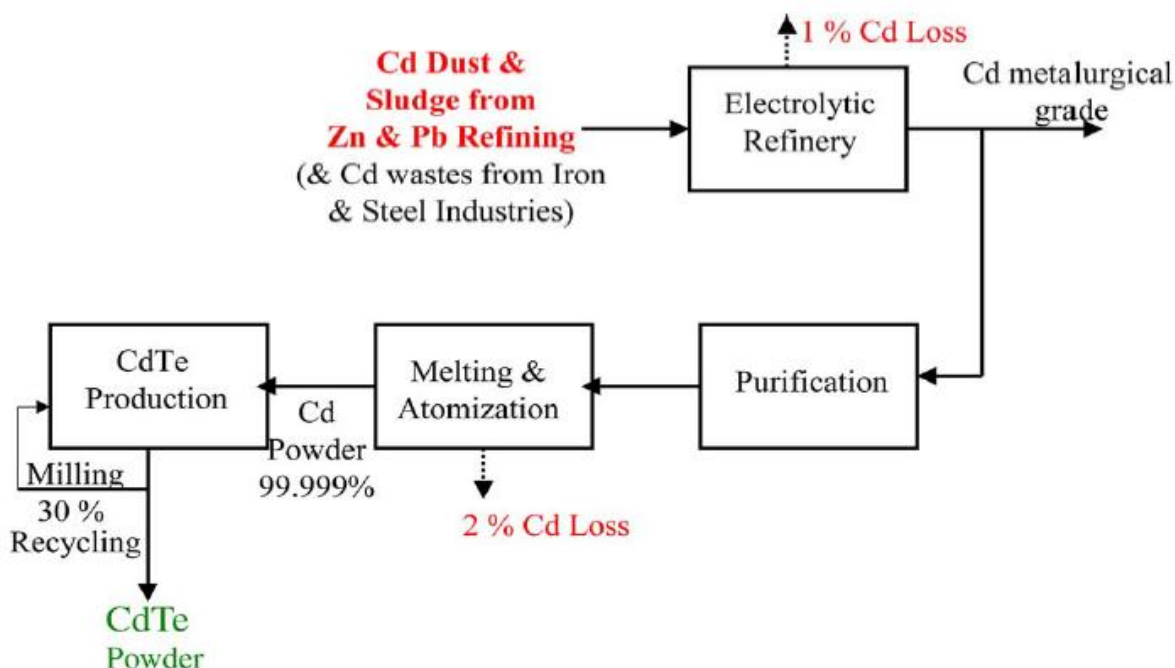 1 % Cd Loss
Cd Dust &
Sludge from
Zn & Pb Refining
(& Cd wastes from Iron
& Steel Industries)
Electrolytic
Refinery
Cd metalurgical
grade
CdTe
Production
Melting &
Atomization
Purification
Cd
Powder
99.999%
Milling
30 %
Recycling
2 % Cd Loss
CdTe
Powder